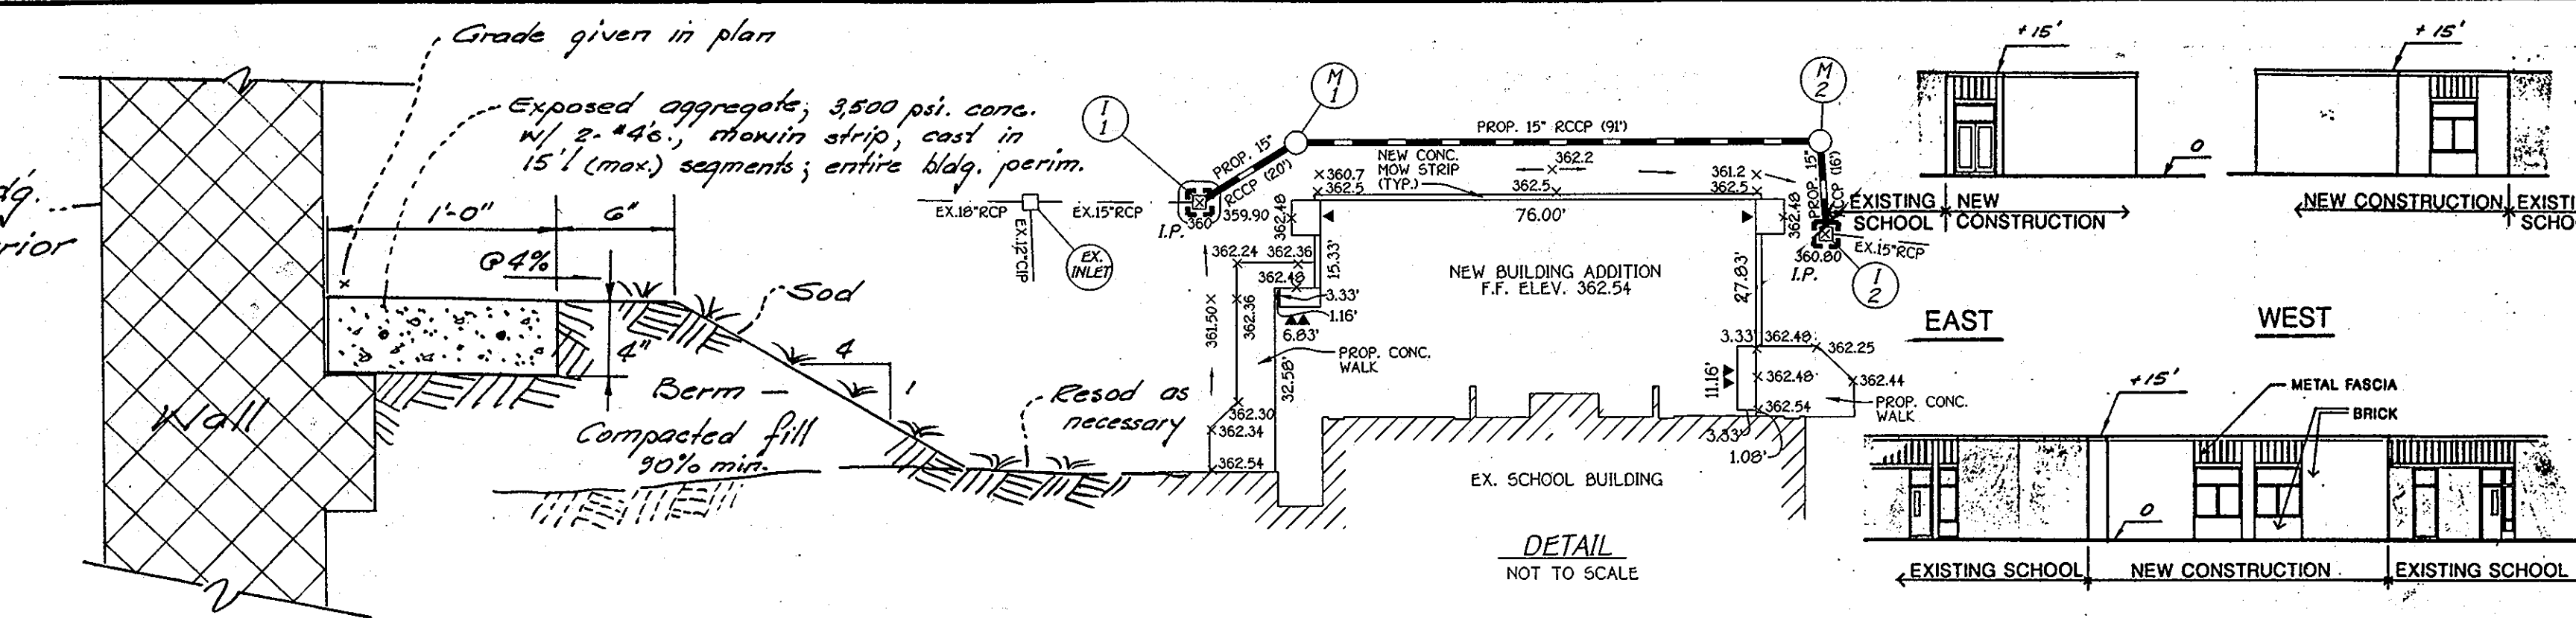 Grade given in plan
Exposed aggregate; 3,500 psi. conc.
w/ 2-#4's., mowin strip, cast in
15' l (max.) segments; entire bldg. perim.
dg.
rior
1'-0"
6"
@ 4%
Sod
4"
4
1
Berm -
Compacted fill
90% min.
Resod as
necessary
Wall
I
1
M
1
M
2
PROP. 15"
RCCP (20')
PROP. 15" RCCP (91')
PROP. 15"
RCCP (16')
NEW CONC.
MOW STRIP
(TYP.)
362.2
360.7
362.5
362.5
361.2
362.5
EX.18"RCP
EX.15"RCP
EX.12"CIP
EX.
INLET
I.P.
360
359.90
362.48
76.00'
362.48
360.80
I.P.
EX.15"RCP
I
2
362.24
362.36
362.48
15.33'
3.33'
1.16'
6.83'
361.50
362.36
PROP. CONC.
WALK
32.58'
362.30
362.34
362.54
NEW BUILDING ADDITION
F.F. ELEV. 362.54
27.83'
3.33'
362.48
362.25
11.16'
362.48
362.44
362.54
PROP. CONC.
WALK
3.33'
1.08'
EX. SCHOOL BUILDING
DETAIL
NOT TO SCALE
+15'
0
EXISTING
SCHOOL
NEW
CONSTRUCTION
EAST
+15'
NEW CONSTRUCTION
EXISTI
SCHO
WEST
+15'
METAL FASCIA
BRICK
0
EXISTING SCHOOL
NEW CONSTRUCTION
EXISTING SCHOOL